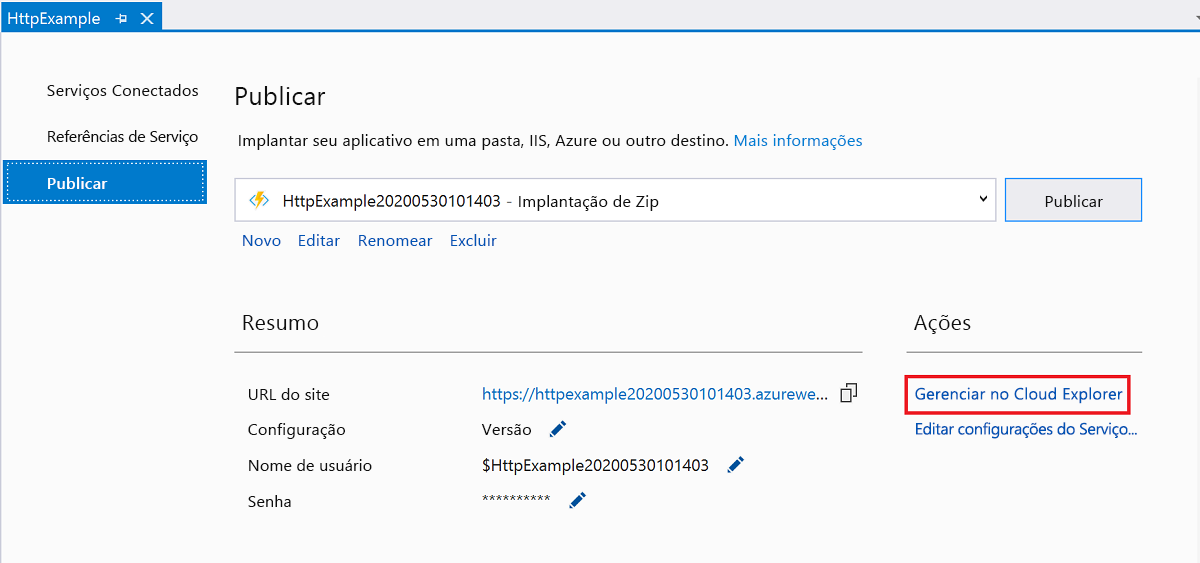 HttpExample
Serviços Conectados
Referências de Serviço
Publicar
Publicar
Implantar seu aplicativo em uma pasta, IIS, Azure ou outro destino. Mais informações
HttpExample20200530101403 - Implantação de Zip
Publicar
Novo Editar Renomear Excluir
Resumo
URL do site https://httpexample20200530101403.azurewe...
Configuração Versão
Nome de usuário $HttpExample20200530101403
Senha **********
Ações
Gerenciar no Cloud Explorer
Editar configurações do Serviço...